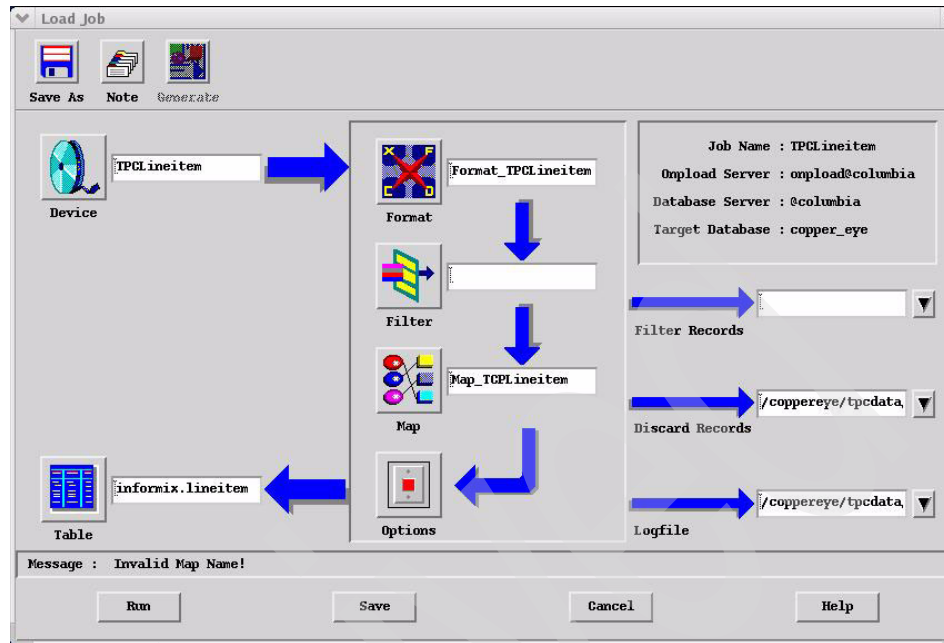 Load Job
Save As Note Generate
TPCLineitem
Device
X F
C D
Format_TPCLineitem
Format
Filter
Map_TCPLineitem
Map
Options
informix.lineitem
Table
Job Name : TPCLineitem
Onpload Server : onpload@columbia
Database Server : @columbia
Target Database : copper_eye
Filter Records
/coppereye/tpcdata,
Discard Records
/coppereye/tpcdata,
Logfile
Message : Invalid Map Name!
Run Save Cancel Help